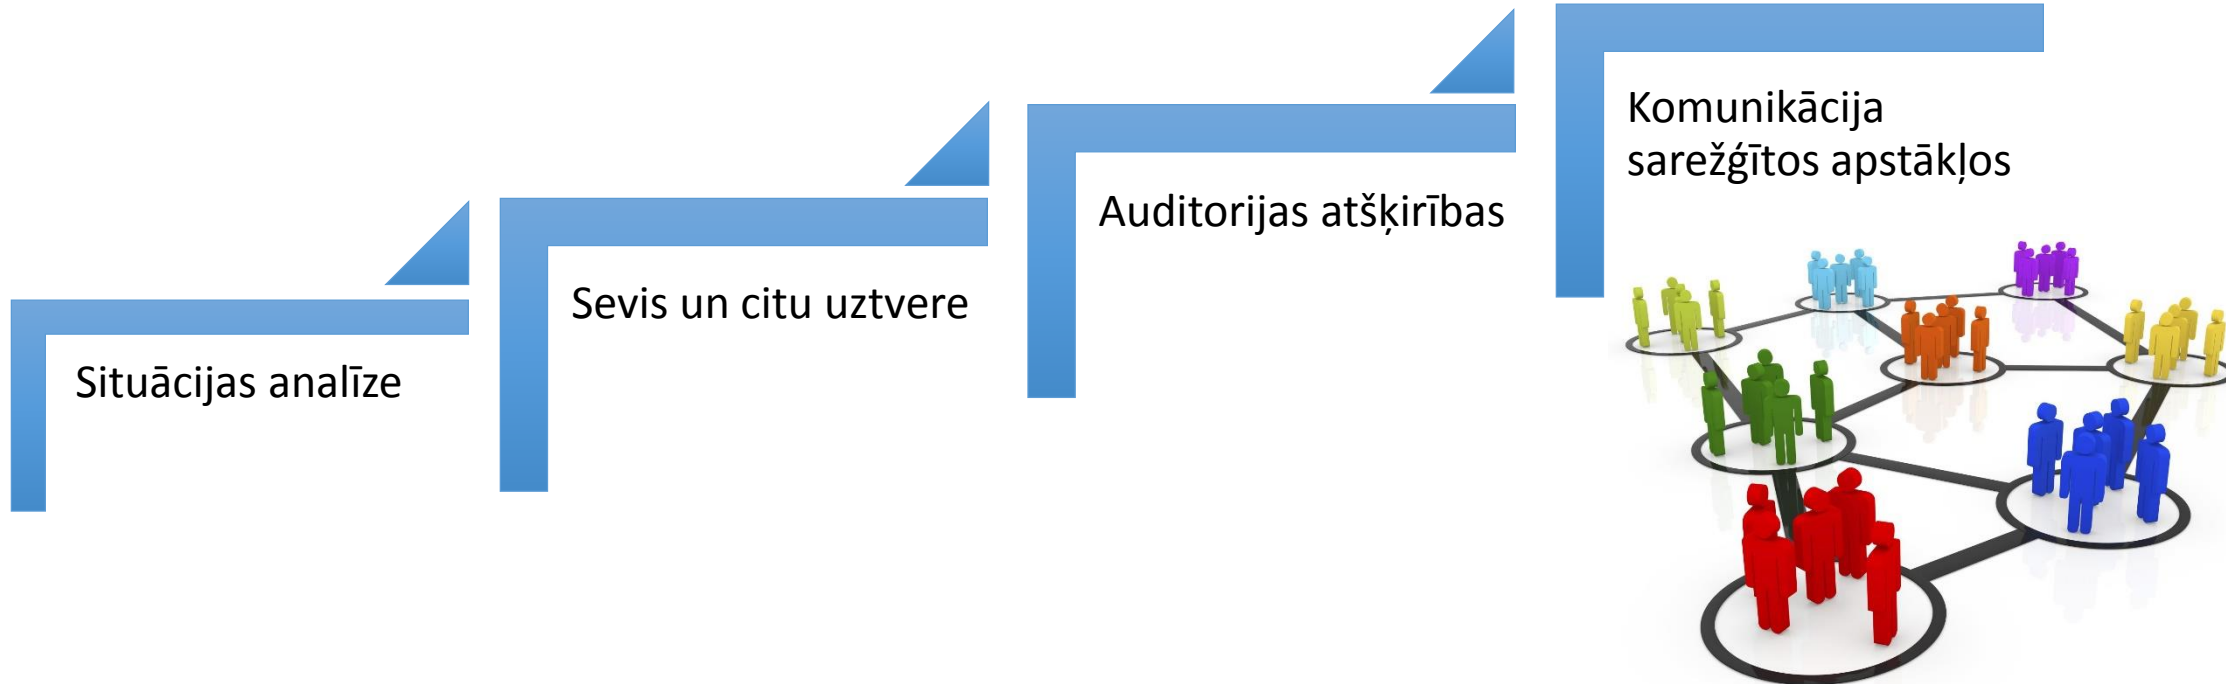 Situācijas analīze
Sevis un citu uztvere
Auditorijas atšķirības
Komunikācija
sarežģītos apstākļos